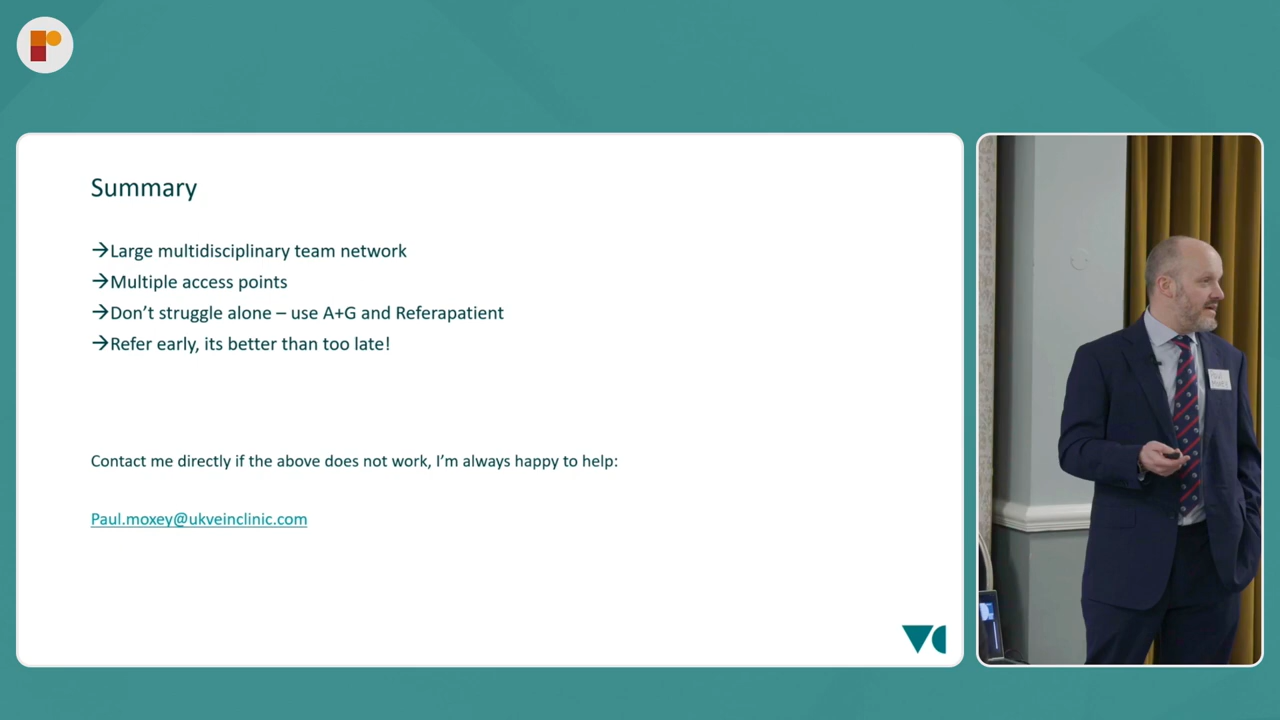 Summary
→Large multidisciplinary team network
→Multiple access points
→Don’t struggle alone – use A+G and Referapatient
→Refer early, its better than too late!
Contact me directly if the above does not work, I’m always happy to help:
Paul.moxey@ukveinclinic.com